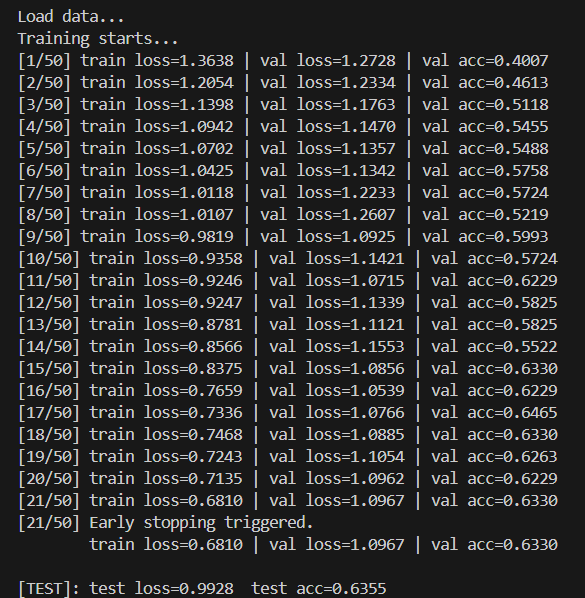 Load data...
Training starts...
[1/50] train loss=1.3638 | val loss=1.2728 | val acc=0.4007
[2/50] train loss=1.2054 | val loss=1.2334 | val acc=0.4613
[3/50] train loss=1.1398 | val loss=1.1763 | val acc=0.5118
[4/50] train loss=1.0942 | val loss=1.1470 | val acc=0.5455
[5/50] train loss=1.0702 | val loss=1.1357 | val acc=0.5488
[6/50] train loss=1.0425 | val loss=1.1342 | val acc=0.5758
[7/50] train loss=1.0118 | val loss=1.2233 | val acc=0.5724
[8/50] train loss=1.0107 | val loss=1.2607 | val acc=0.5219
[9/50] train loss=0.9819 | val loss=1.0925 | val acc=0.5993
[10/50] train loss=0.9358 | val loss=1.1421 | val acc=0.5724
[11/50] train loss=0.9246 | val loss=1.0715 | val acc=0.6229
[12/50] train loss=0.9247 | val loss=1.1339 | val acc=0.5825
[13/50] train loss=0.8781 | val loss=1.1121 | val acc=0.5825
[14/50] train loss=0.8566 | val loss=1.1553 | val acc=0.5522
[15/50] train loss=0.8375 | val loss=1.0856 | val acc=0.6330
[16/50] train loss=0.7659 | val loss=1.0539 | val acc=0.6229
[17/50] train loss=0.7336 | val loss=1.0766 | val acc=0.6465
[18/50] train loss=0.7468 | val loss=1.0885 | val acc=0.6330
[19/50] train loss=0.7243 | val loss=1.1054 | val acc=0.6263
[20/50] train loss=0.7135 | val loss=1.0962 | val acc=0.6229
[21/50] train loss=0.6810 | val loss=1.0967 | val acc=0.6330
[21/50] Early stopping triggered.
train loss=0.6810 | val loss=1.0967 | val acc=0.6330
[TEST]: test loss=0.9928  test acc=0.6355